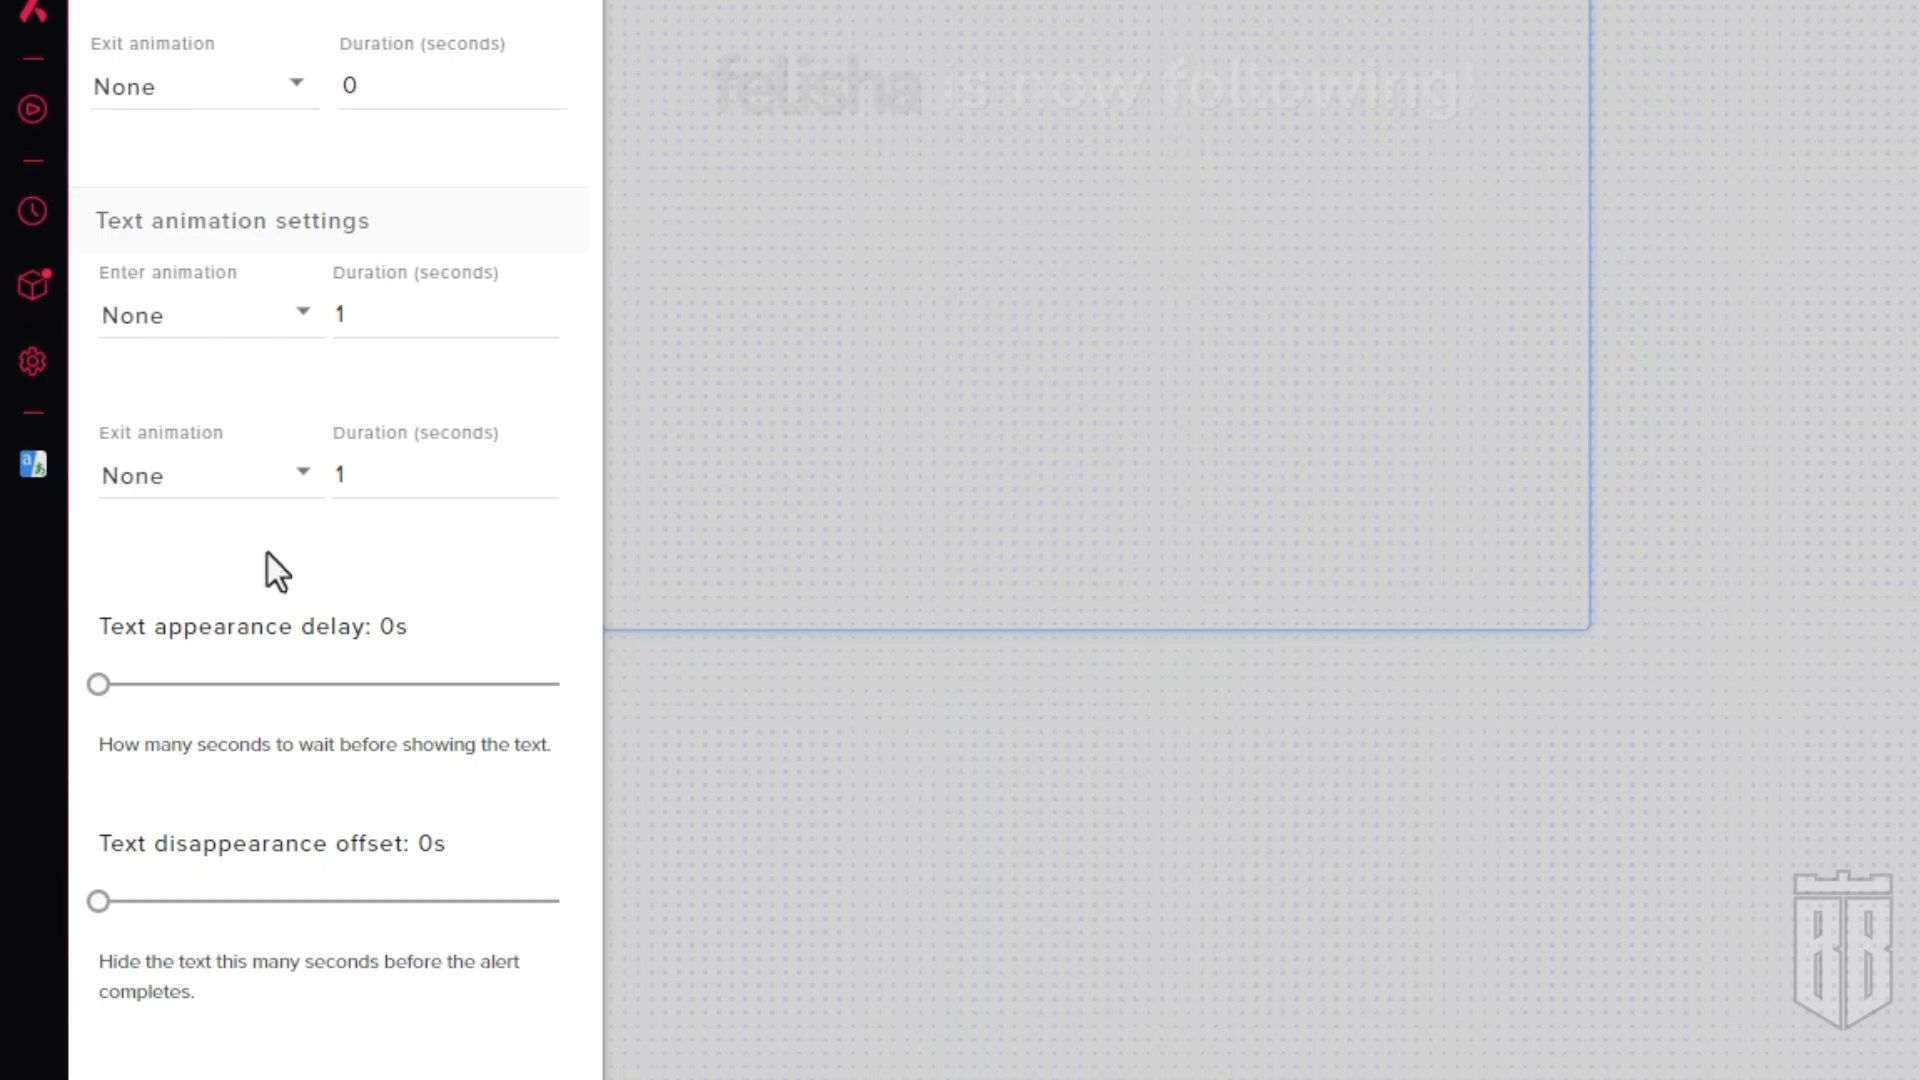 Exit animation
Duration (seconds)
None
0
felisha is now following!
Text animation settings
Enter animation
Duration (seconds)
None
1
Exit animation
Duration (seconds)
None
1
Text appearance delay: 0s
How many seconds to wait before showing the text.
Text disappearance offset: 0s
Hide the text this many seconds before the alert
completes.